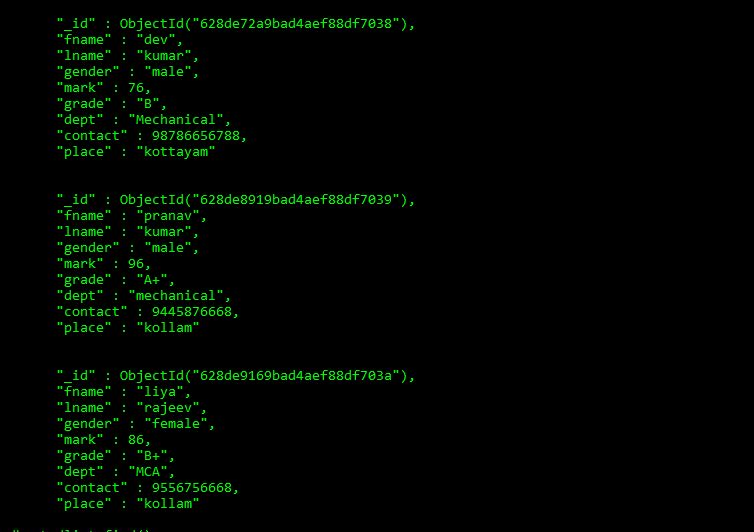 "_id" : ObjectId("628de72a9bad4aef88df7038"),
"fname" : "dev",
"lname" : "kumar",
"gender" : "male",
"mark" : 76,
"grade" : "B",
"dept" : "Mechanical",
"contact" : 98786656788,
"place" : "kottayam"
"_id" : ObjectId("628de8919bad4aef88df7039"),
"fname" : "pranav",
"lname" : "kumar",
"gender" : "male",
"mark" : 96,
"grade" : "A+",
"dept" : "mechanical",
"contact" : 9445876668,
"place" : "kollam"
"_id" : ObjectId("628de9169bad4aef88df703a"),
"fname" : "liya",
"lname" : "rajeev",
"gender" : "female",
"mark" : 86,
"grade" : "B+",
"dept" : "MCA",
"contact" : 9556756668,
"place" : "kollam"